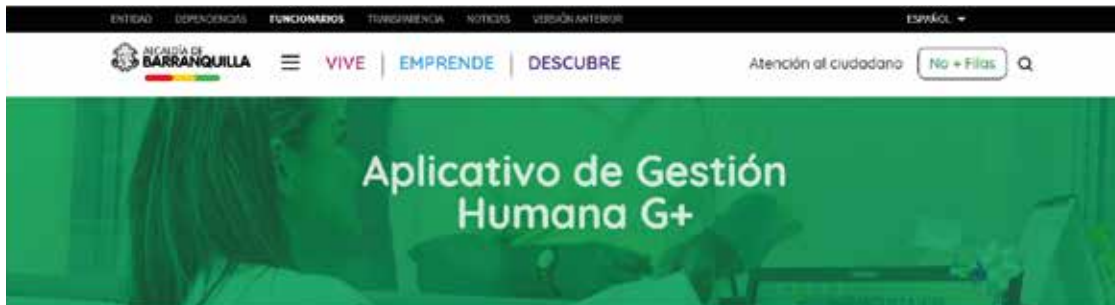 ENTIDAD DEPENDENCIAS FUNCIONARIOS TRANSPARENCIA NOTICIAS VERSIÓN ANTERIOR ESPAÑOL
ALCALDÍA DE
BARRANQUILLA
VIVE | EMPRENDE | DESCUBRE Atención al ciudadano No + Filas
Aplicativo de Gestión
Humana G+